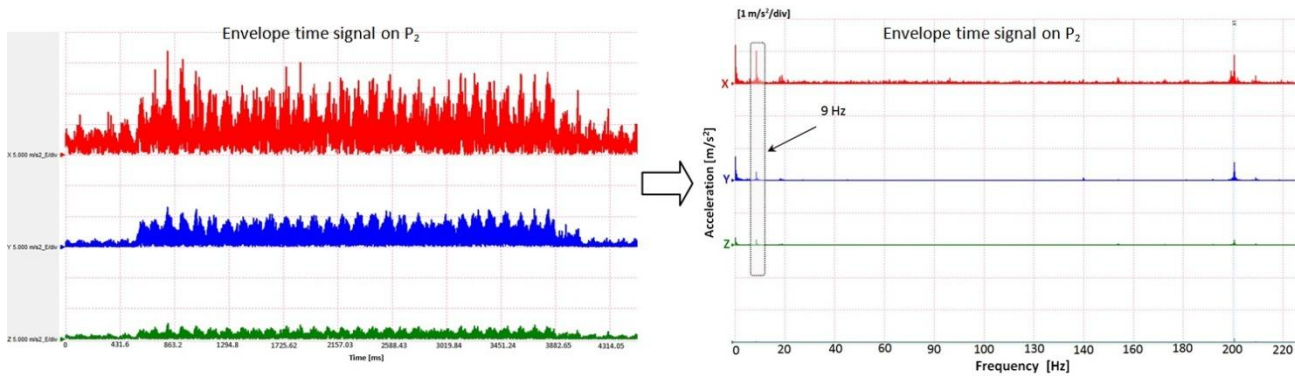 Envelope time signal on P₂
X 5.000 m/s2_E/div
Y 5.000 m/s2_E/div
Z 5.000 m/s2_E/div
0 431.6 863.2 1294.8 1725.62 2157.03 2588.43 3019.84 3451.24 3882.65 4314.05
Time [ms]
[1 m/s²/div]
Envelope time signal on P₂
X
9 Hz
Acceleration [m/s²]
Y
Z
0 20 40 60 80 90 100 120 140 160 180 200 220
Frequency [Hz]